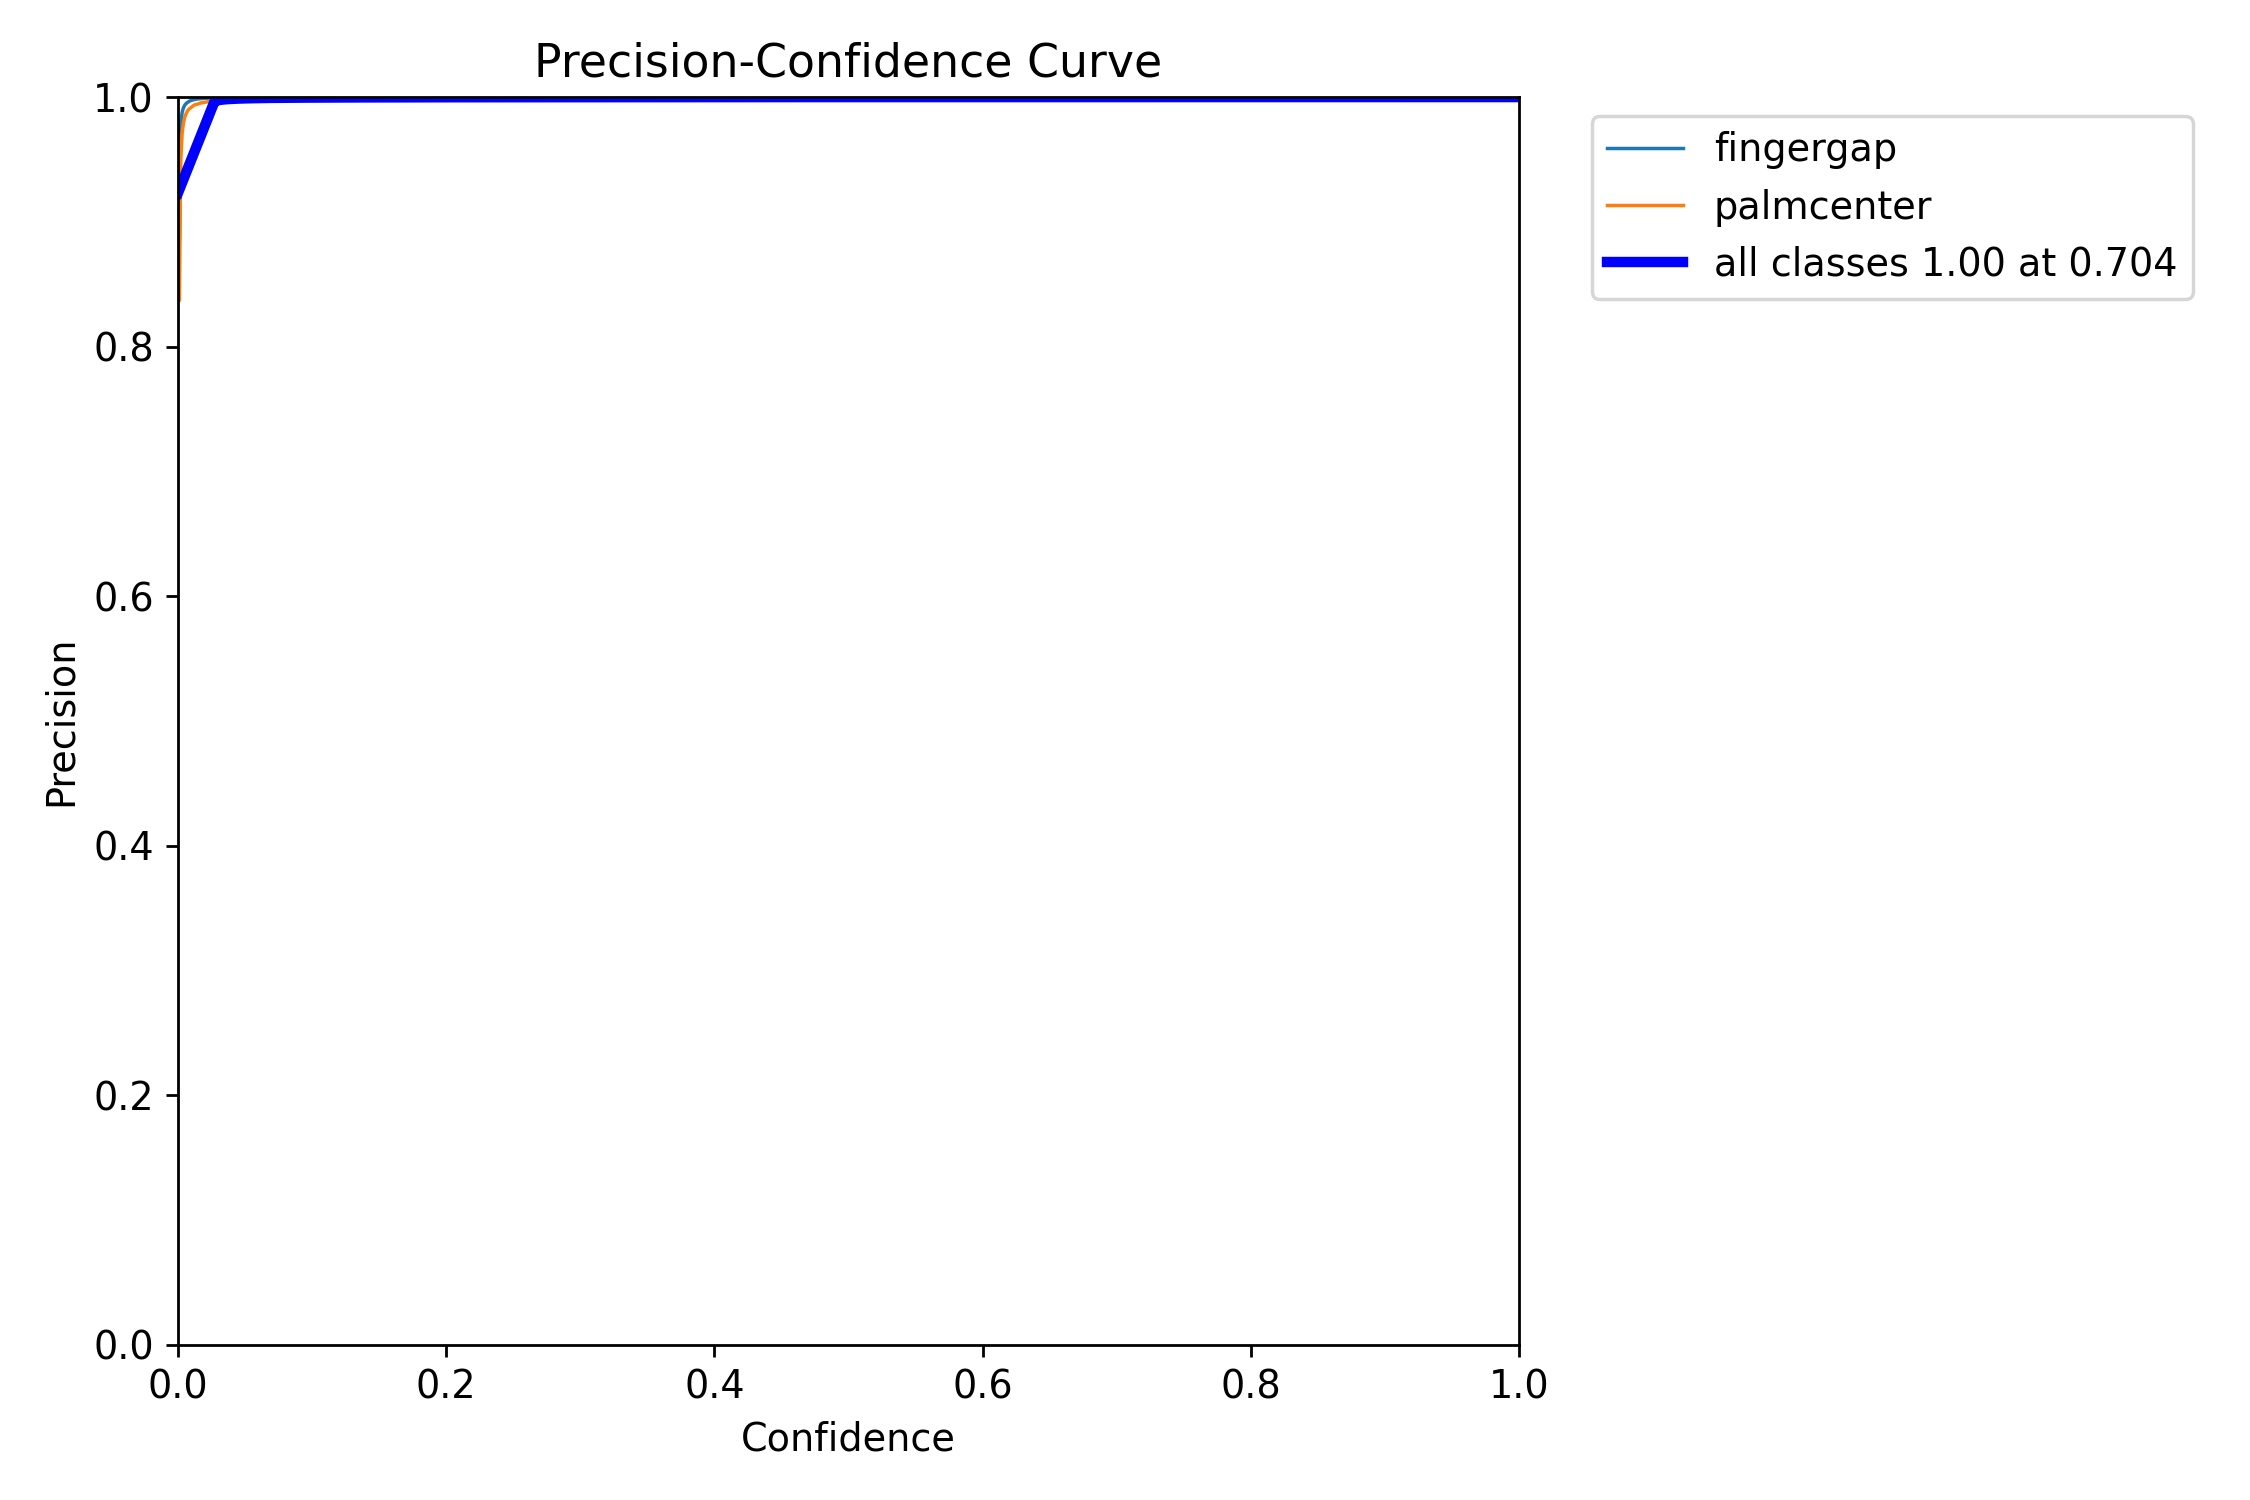 Precision-Confidence Curve
1.0
0.8
0.6
0.4
0.2
0.0
Precision
0.0 0.2 0.4 0.6 0.8 1.0
Confidence
fingergap
palmcenter
all classes 1.00 at 0.704